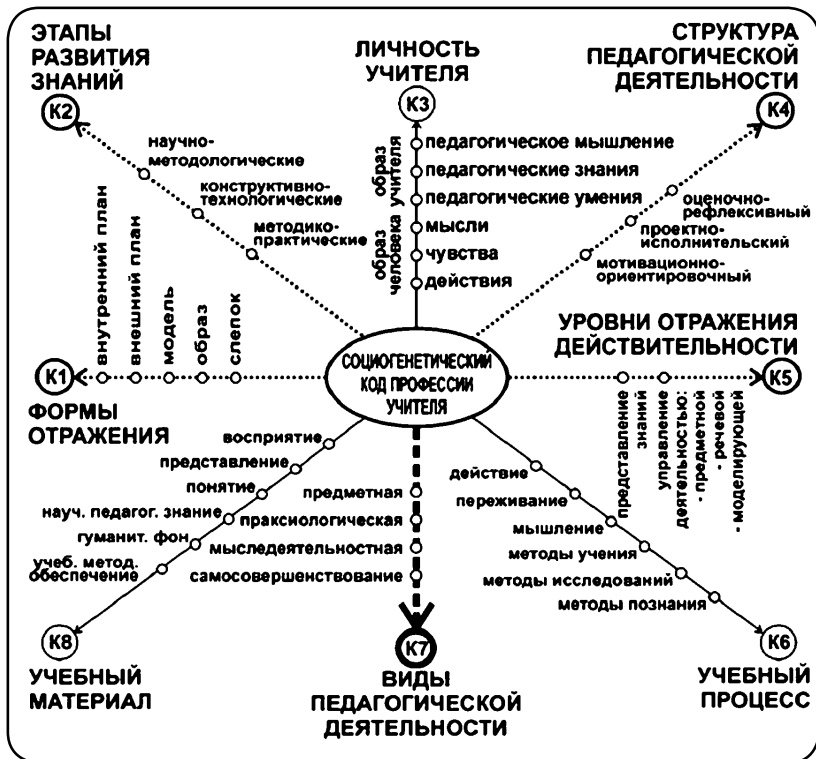 ЭТАПЫ
РАЗВИТИЯ
ЗНАНИЙ
К2
научно-
методологические
конструктивно-
технологические
методико-
практические
ЛИЧНОСТЬ
УЧИТЕЛЯ
К3
образ
учителя
педагогическое мышление
педагогические знания
педагогические умения
образ
человека
мысли
чувства
действия
СТРУКТУРА
ПЕДАГОГИЧЕСКОЙ
ДЕЯТЕЛЬНОСТИ
К4
оценочно-
рефлексивный
проектно-
исполнительский
мотивационно-
ориентировочный
внутренний план
внешний план
модель
образ
слепок
К1
ФОРМЫ
ОТРАЖЕНИЯ
СОЦИОГЕНЕТИЧЕСКИЙ
КОД ПРОФЕССИИ
УЧИТЕЛЯ
УРОВНИ ОТРАЖЕНИЯ
ДЕЙСТВИТЕЛЬНОСТИ
К5
представление
знаний
управление
деятельностью:
- предметной
- речевой
- моделирующей
восприятие
представление
понятие
науч. педагог. знание
гуманит. фон
учеб. метод.
обеспечение
К8
УЧЕБНЫЙ
МАТЕРИАЛ
предметная
праксиологическая
мыследеятельностная
самосовершенствование
К7
ВИДЫ
ПЕДАГОГИЧЕСКОЙ
ДЕЯТЕЛЬНОСТИ
действие
переживание
мышление
методы учения
методы исследований
методы познания
К6
УЧЕБНЫЙ
ПРОЦЕСС